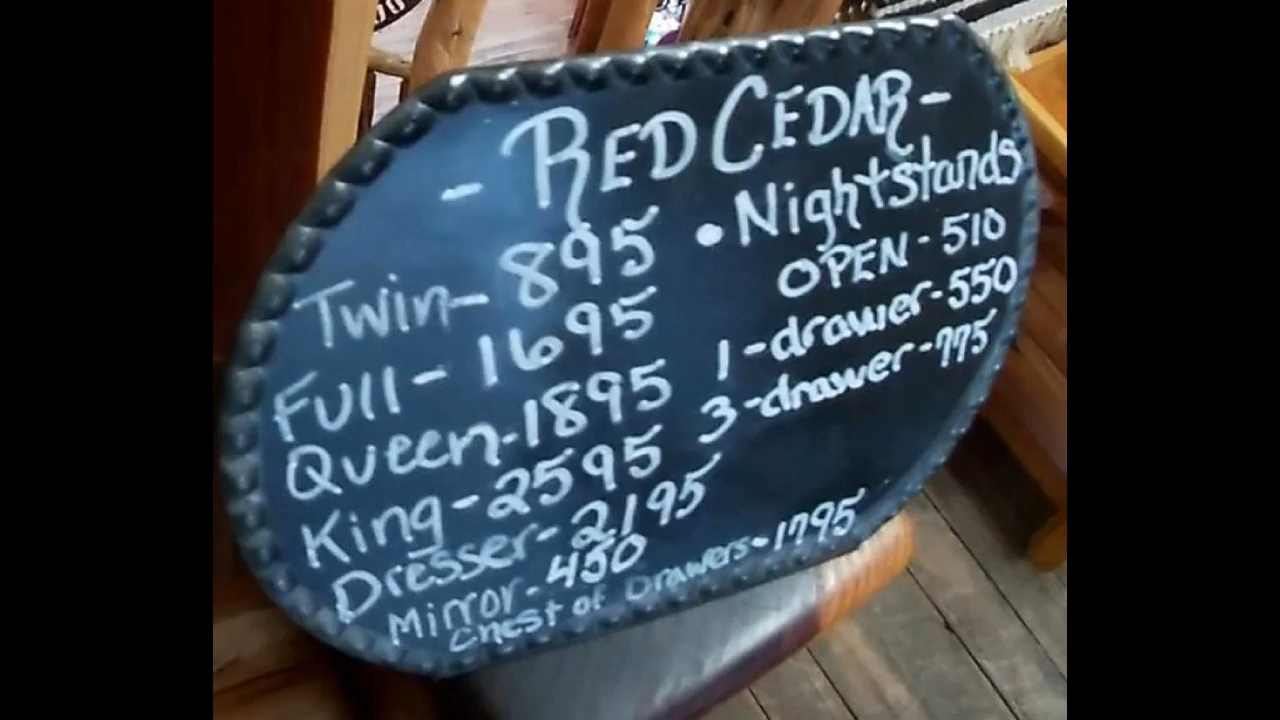 - RED CEDAR -
Twin- 895
Full- 1695
Queen-1895
King-2595
Dresser-2195
Mirror-450
Chest of Drawers-1795
• Nightstands
OPEN-510
1-drawer-550
3-drawer-775